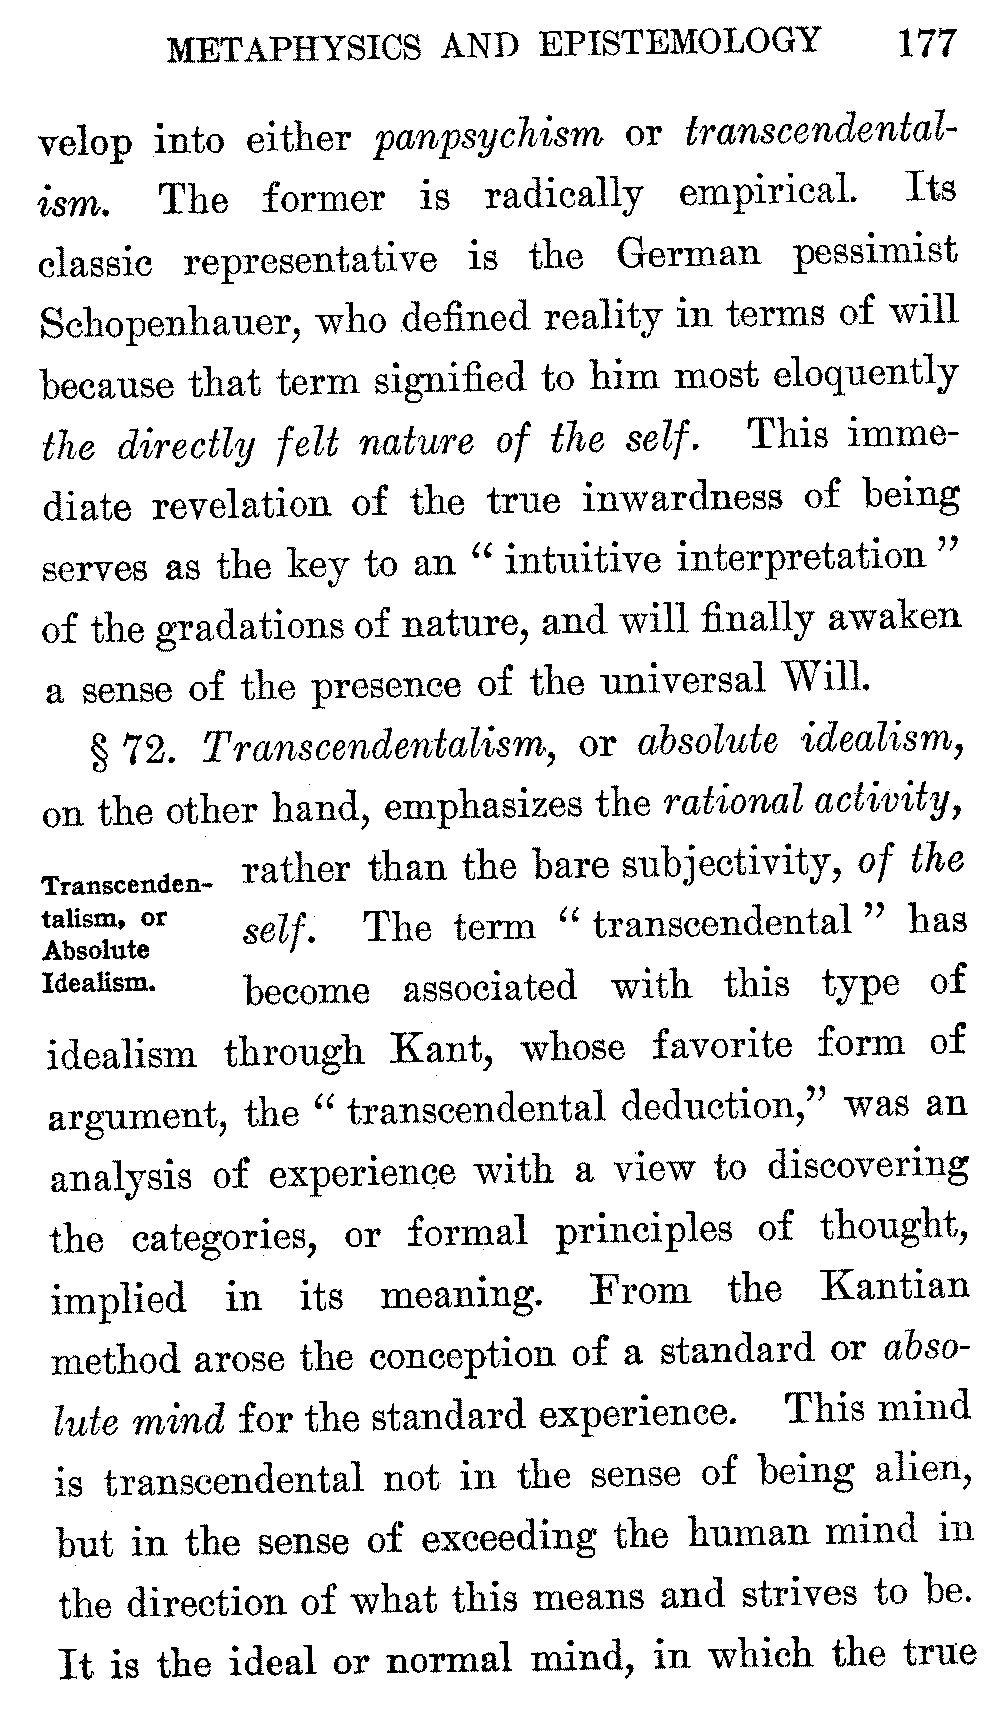 METAPHYSICS AND EPISTEMOLOGY 177
velop into either panpsychism or transcendental-
ism. The former is radically empirical. Its
classic representative is the German pessimist
Schopenhauer, who defined reality in terms of will
because that term signified to him most eloquently
the directly felt nature of the self. This imme-
diate revelation of the true inwardness of being
serves as the key to an “ intuitive interpretation ”
of the gradations of nature, and will finally awaken
a sense of the presence of the universal Will.
§ 72. Transcendentalism, or absolute idealism,
on the other hand, emphasizes the rational activity,
Transcenden-
talism, or
Absolute
Idealism.
rather than the bare subjectivity, of the
self. The term “ transcendental ” has
become associated with this type of
idealism through Kant, whose favorite form of
argument, the “ transcendental deduction,” was an
analysis of experience with a view to discovering
the categories, or formal principles of thought,
implied in its meaning. From the Kantian
method arose the conception of a standard or abso-
lute mind for the standard experience. This mind
is transcendental not in the sense of being alien,
but in the sense of exceeding the human mind in
the direction of what this means and strives to be.
It is the ideal or normal mind, in which the true